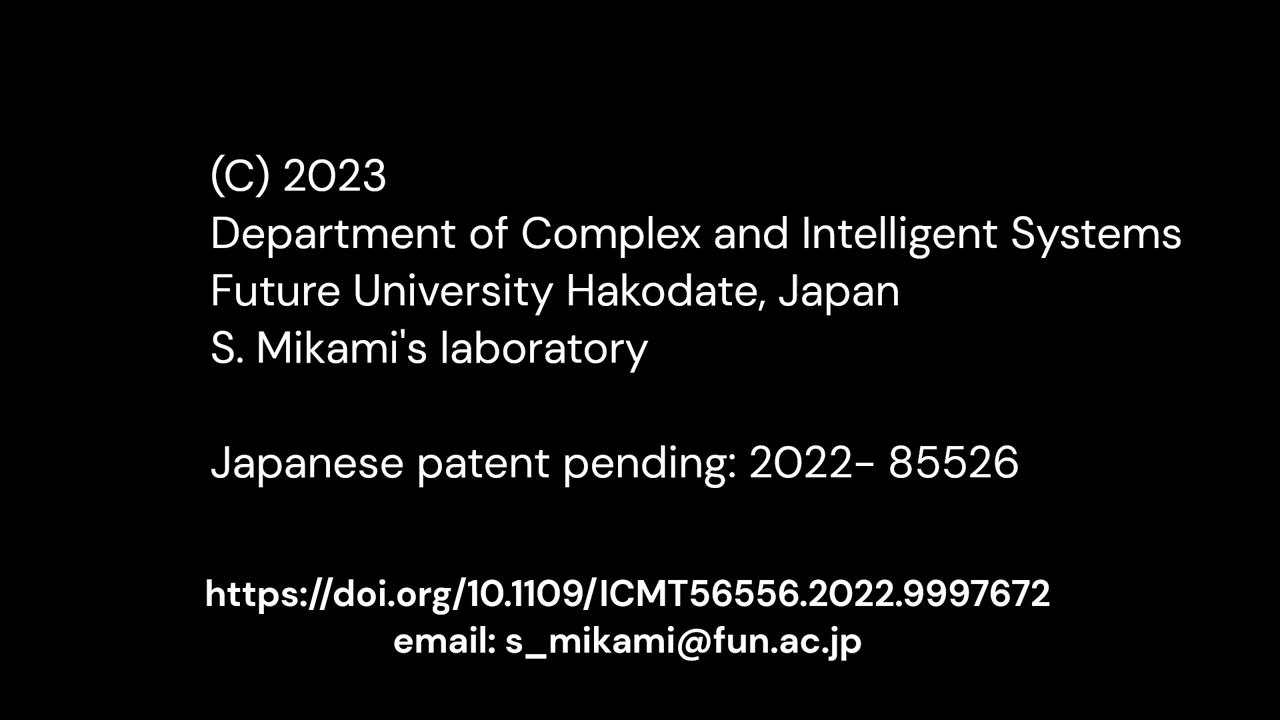 (C) 2023
Department of Complex and Intelligent Systems
Future University Hakodate, Japan
S. Mikami's laboratory
Japanese patent pending: 2022- 85526
https://doi.org/10.1109/ICMT56556.2022.9997672
email: s_mikami@fun.ac.jp